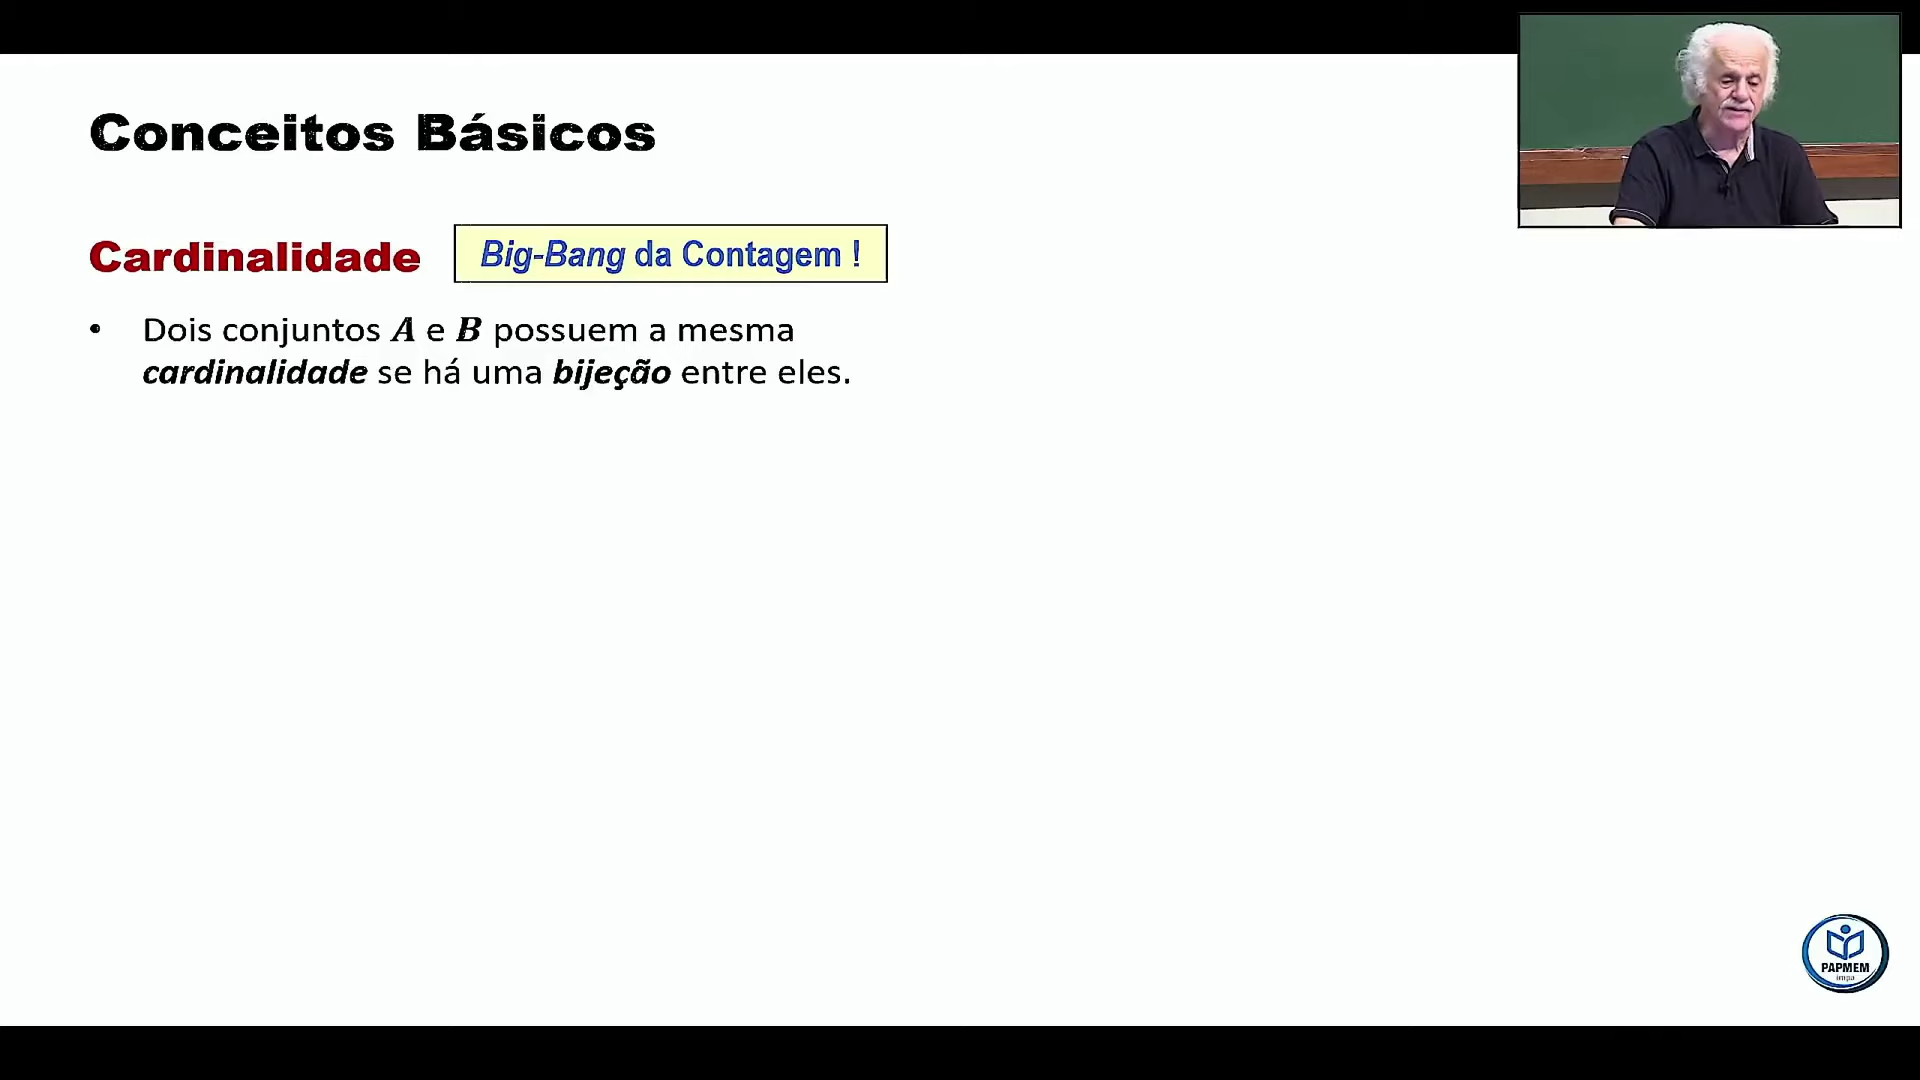 Conceitos Básicos
Cardinalidade
Big-Bang da Contagem !
• Dois conjuntos A e B possuem a mesma
cardinalidade se há uma bijeção entre eles.
PAPMEM
impa